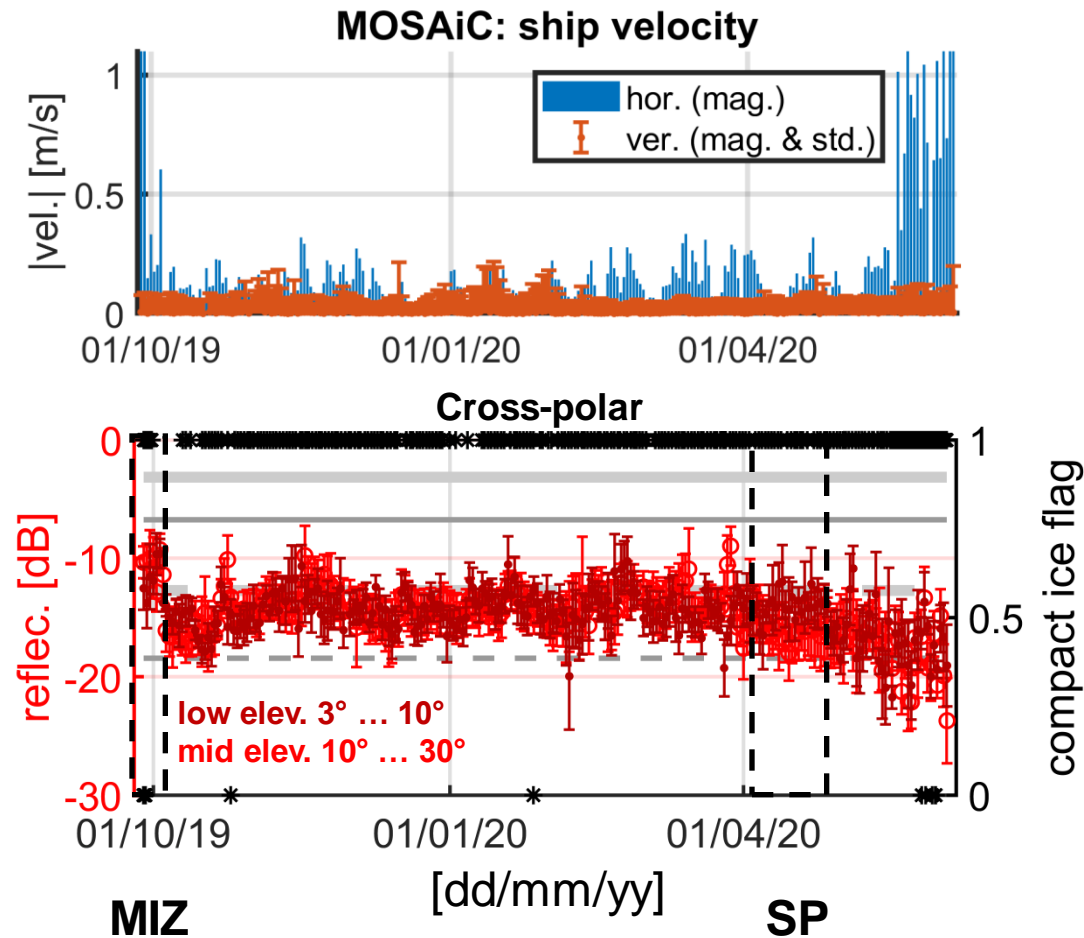 MOSAiC: ship velocity
|vel.| [m/s]
1
0.5
0
hor. (mag.)
ver. (mag. & std.)
01/10/19 01/01/20 01/04/20
Cross-polar
reflec. [dB]
0
-10
-20
-30
low elev. 3° … 10°
mid elev. 10° … 30°
1
0.5
0
compact ice flag
01/10/19 01/01/20 01/04/20
[dd/mm/yy]
MIZ SP